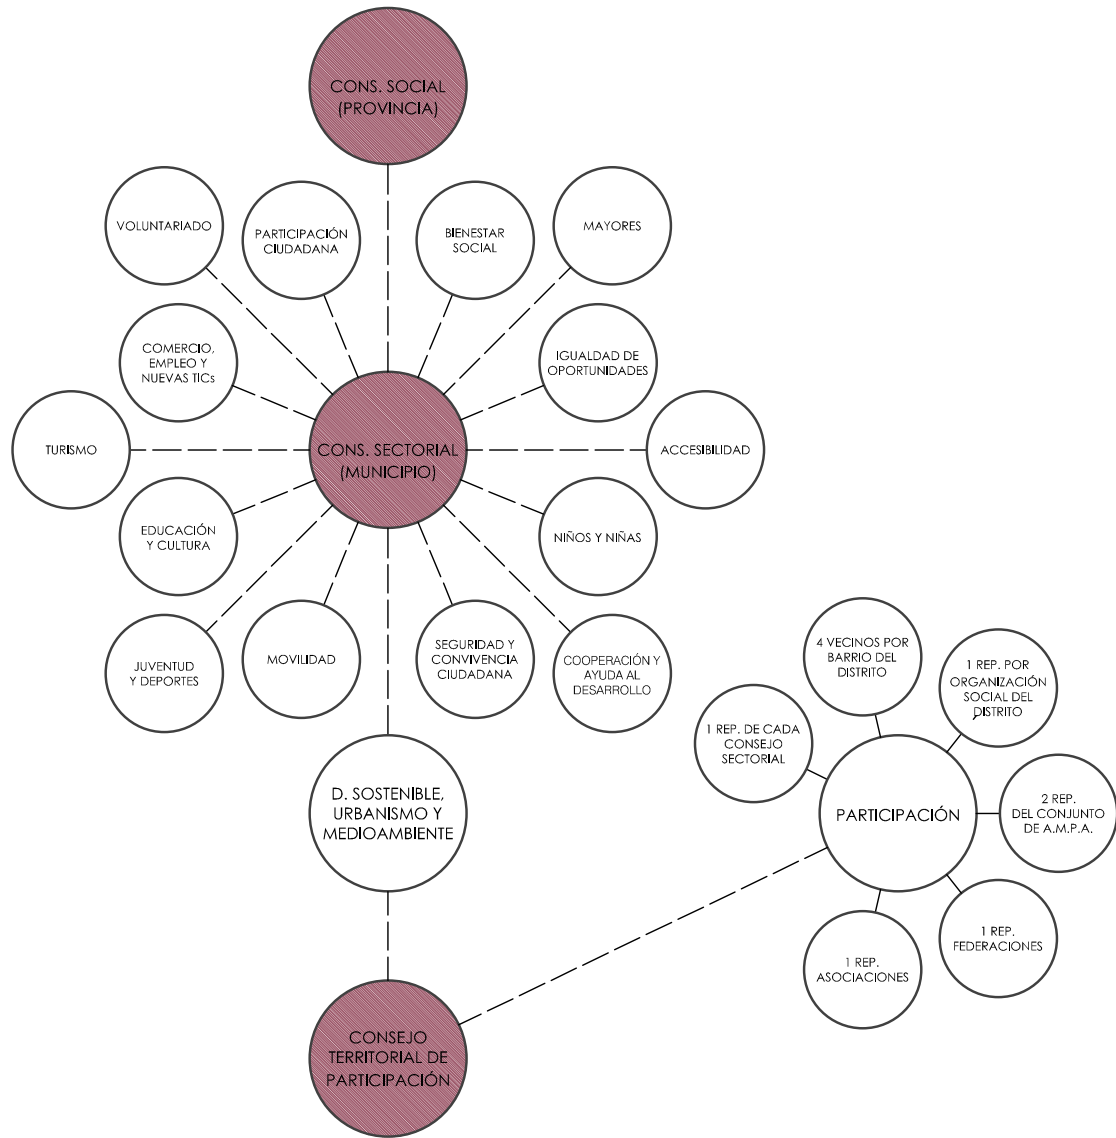 CONS. SOCIAL
(PROVINCIA)
VOLUNTARIADO
PARTICIPACIÓN
CIUDADANA
BIENESTAR
SOCIAL
MAYORES
COMERCIO,
EMPLEO Y
NUEVAS TICs
IGUALDAD DE
OPORTUNIDADES
TURISMO
CONS. SECTORIAL
(MUNICIPIO)
ACCESIBILIDAD
EDUCACIÓN
Y CULTURA
NIÑOS Y NIÑAS
JUVENTUD
Y DEPORTES
MOVILIDAD
SEGURIDAD Y
CONVIVENCIA
CIUDADANA
COOPERACIÓN Y
AYUDA AL
DESARROLLO
4 VECINOS POR
BARRIO DEL
DISTRITO
1 REP. POR
ORGANIZACIÓN
SOCIAL DEL
DISTRITO
1 REP. DE CADA
CONSEJO
SECTORIAL
D. SOSTENIBLE,
URBANISMO Y
MEDIOAMBIENTE
PARTICIPACIÓN
2 REP.
DEL CONJUNTO
DE A.M.P.A.
1 REP.
FEDERACIONES
1 REP.
ASOCIACIONES
CONSEJO
TERRITORIAL DE
PARTICIPACIÓN